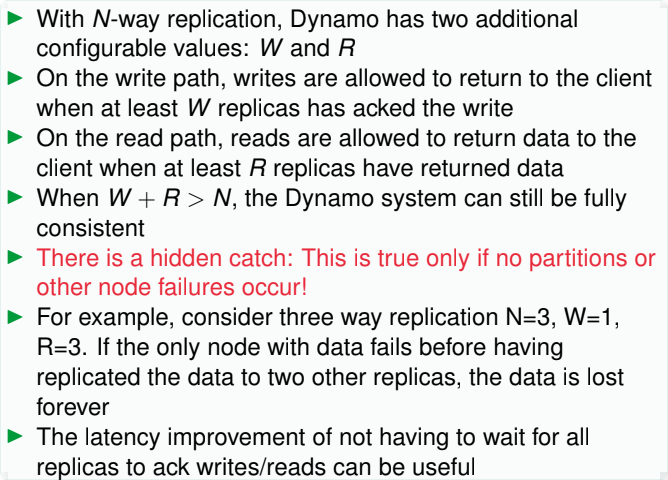 With N-way replication, Dynamo has two additional
configurable values: W and R
On the write path, writes are allowed to return to the client
when at least W replicas has acked the write
On the read path, reads are allowed to return data to the
client when at least R replicas have returned data
When W + R > N, the Dynamo system can still be fully
consistent
There is a hidden catch: This is true only if no partitions or
other node failures occur!
For example, consider three way replication N=3, W=1,
R=3. If the only node with data fails before having
replicated the data to two other replicas, the data is lost
forever
The latency improvement of not having to wait for all
replicas to ack writes/reads can be useful